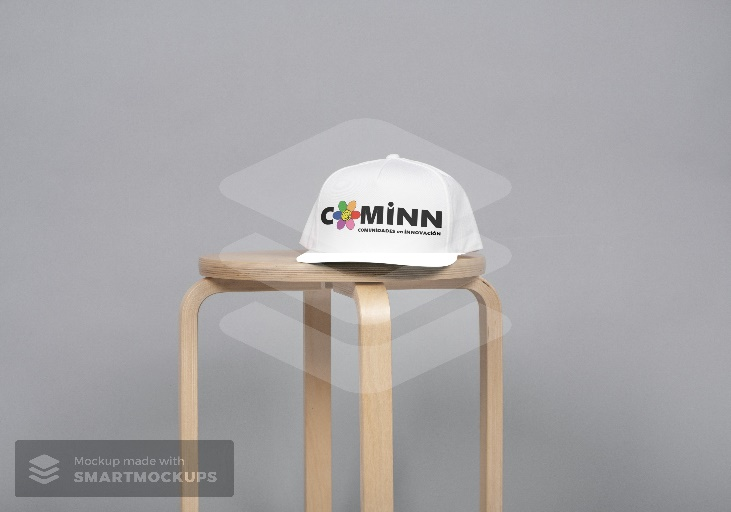 COMiNN
COMUNiDADES en iNNOVACiÓN
Mockup made with
SMARTMOCKUPS